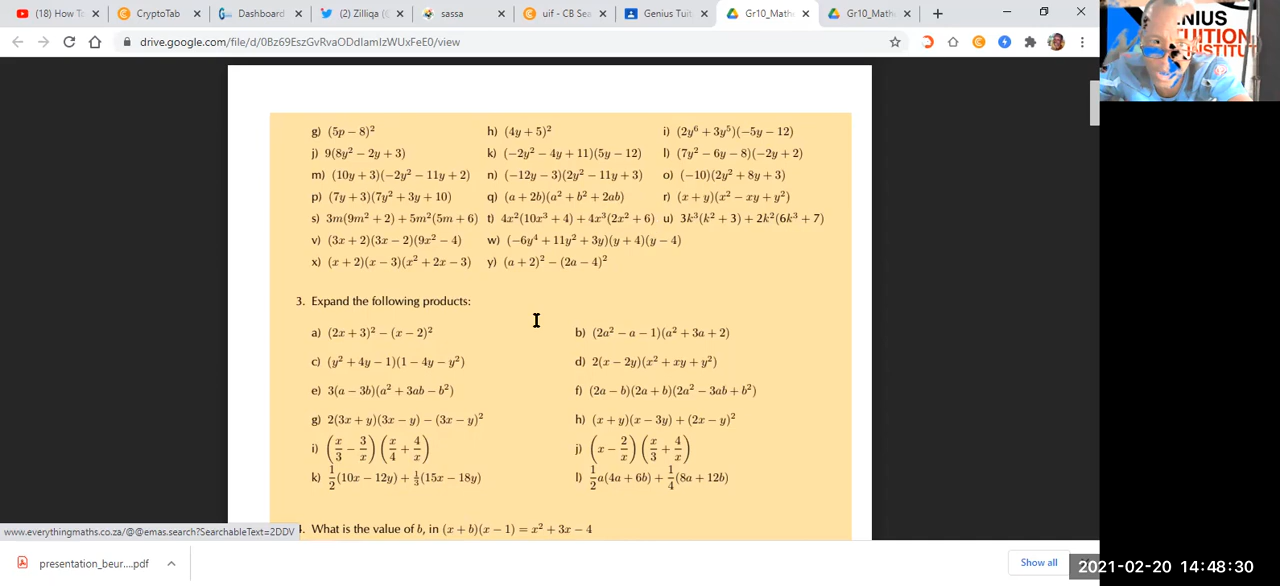 (18) How To
CryptoTab
Dashboard
(2) Zilliqa (
sassa
uif - CB Sea
Genius Tuit
Gr10_Mathe
Gr10_Mathe
drive.google.com/file/d/0Bz69EszGvRvaODdIamIzWUxFeE0/view
g) (5p − 8)² h) (4y + 5)² i) (2y⁶ + 3y⁵)(−5y − 12)
j) 9(8y² − 2y + 3) k) (−2y² − 4y + 11)(5y − 12) l) (7y² − 6y − 8)(−2y + 2)
m) (10y + 3)(−2y² − 11y + 2) n) (−12y − 3)(2y² − 11y + 3) o) (−10)(2y² + 8y + 3)
p) (7y + 3)(7y² + 3y + 10) q) (a + 2b)(a² + b² + 2ab) r) (x + y)(x² − xy + y²)
s) 3m(9m² + 2) + 5m²(5m + 6) t) 4x²(10x³ + 4) + 4x³(2x² + 6) u) 3k³(k² + 3) + 2k²(6k³ + 7)
v) (3x + 2)(3x − 2)(9x² − 4) w) (−6y⁴ + 11y² + 3y)(y + 4)(y − 4)
x) (x + 2)(x − 3)(x² + 2x − 3) y) (a + 2)² − (2a − 4)²
3. Expand the following products:
a) (2x + 3)² − (x − 2)² b) (2a² − a − 1)(a² + 3a + 2)
c) (y² + 4y − 1)(1 − 4y − y²) d) 2(x − 2y)(x² + xy + y²)
e) 3(a − 3b)(a² + 3ab − b²) f) (2a − b)(2a + b)(2a² − 3ab + b²)
g) 2(3x + y)(3x − y) − (3x − y)² h) (x + y)(x − 3y) + (2x − y)²
i) (x/3 − 3/x)(x/4 + 4/x) j) (x − 2/x)(x/3 + 4/x)
k) 1/2(10x − 12y) + 1/3(15x − 18y) l) 1/2a(4a + 6b) + 1/4(8a + 12b)
4. What is the value of b, in (x + b)(x − 1) = x² + 3x − 4
www.everythingmaths.co.za/@@emas.search?SearchableText=2DDV
presentation_beur....pdf
Show all
2021-02-20 14:48:30